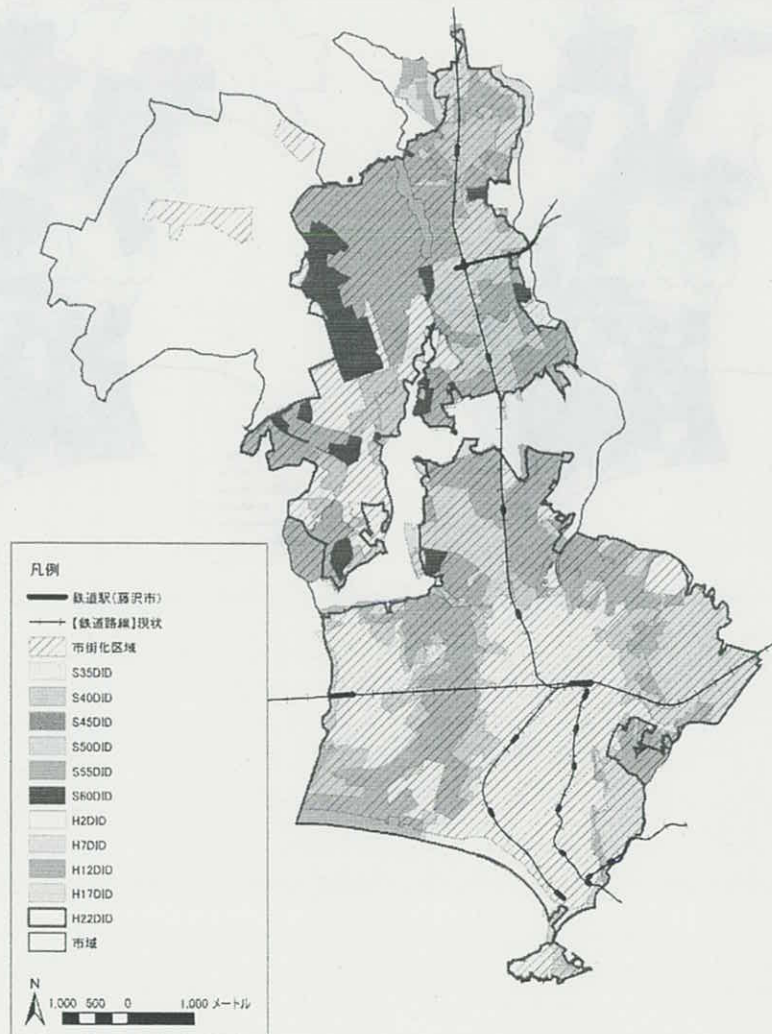 凡例
鉄道駅(藤沢市)
【鉄道路線】現状
市街化区域
S35DID
S40DID
S45DID
S50DID
S55DID
S60DID
H2DID
H7DID
H12DID
H17DID
H22DID
市域
N
1,000 500 0 1,000 メートル